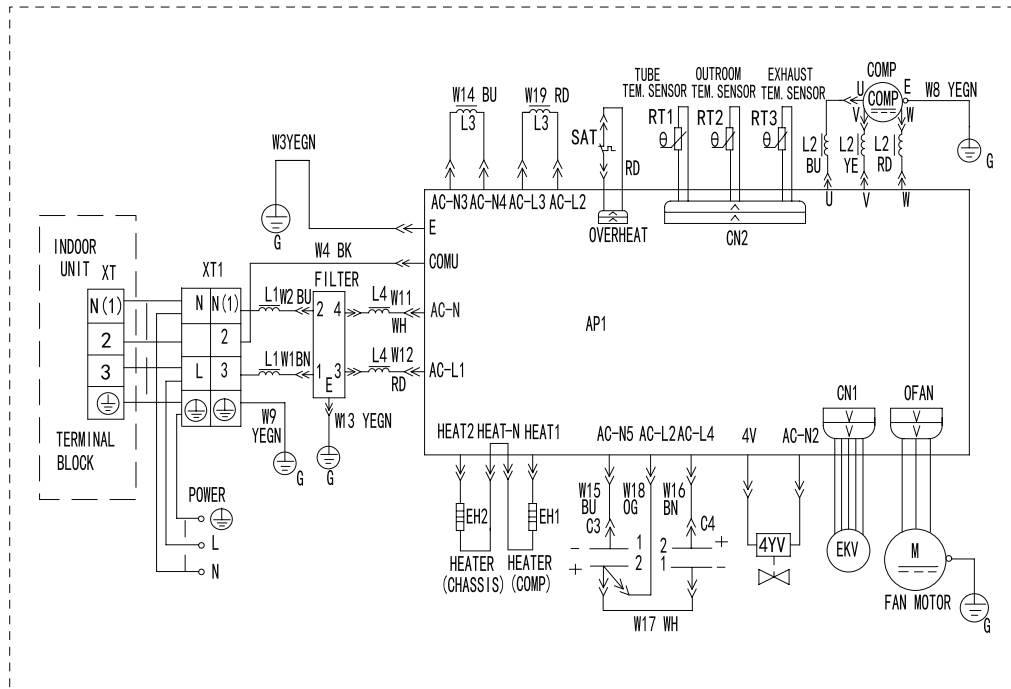 TUBE
TEM. SENSOR
OUTROOM
TEM. SENSOR
EXHAUST
TEM. SENSOR
COMP
U
E
W8 YEGN
COMP
V
W
G
W14 BU
L3
W19 RD
L3
SAT
RD
RT1
θ
RT2
θ
RT3
θ
L2
BU
L2
YE
L2
RD
U
V
W
W3YEGN
G
AC-N3
AC-N4
AC-L3
AC-L2
OVERHEAT
CN2
E
COMU
AC-N
AC-L1
AP1
INDOOR
UNIT
XT
N(1)
2
3
TERMINAL
BLOCK
XT1
N
N(1)
2
L
3
W4 BK
FILTER
L1
W2 BU
2
4
L4
W11
WH
L1
W1BN
1
3
E
L4
W12
RD
W9
YEGN
G
W13 YEGN
G
POWER
L
N
HEAT2
HEAT-N
HEAT1
AC-N5
AC-L2
AC-L4
4V
AC-N2
CN1
OFAN
EH2
EH1
HEATER
(CHASSIS)
HEATER
(COMP)
W15
BU
C3
W18
OG
W16
BN
C4
-
+
1
2
2
1
+
-
W17 WH
4YV
EKV
M
FAN MOTOR
G